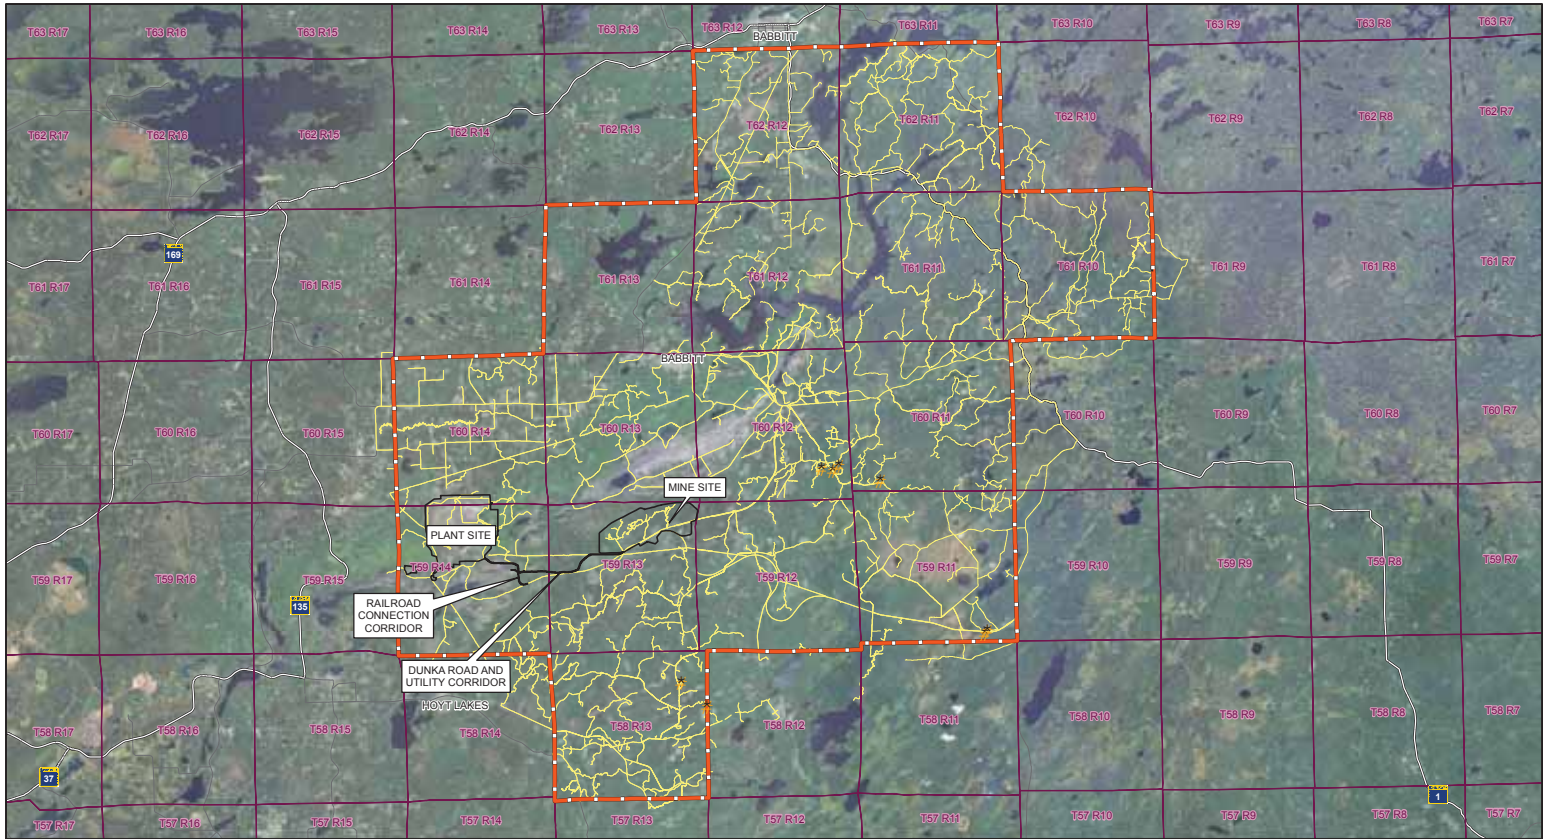 T63 R17
T63 R16
T63 R15
T63 R14
T63 R13
T63 R12
T63 R11
T63 R10
T63 R9
T63 R8
T63 R7
BABBITT
T62 R17
T62 R16
T62 R15
T62 R14
T62 R13
T62 R12
T62 R11
T62 R10
T62 R9
T62 R8
T62 R7
169
T61 R17
T61 R16
T61 R15
T61 R14
T61 R13
T61 R12
T61 R11
T61 R10
T61 R9
T61 R8
T61 R7
BABBITT
T60 R17
T60 R16
T60 R15
T60 R14
T60 R13
T60 R12
T60 R11
T60 R10
T60 R9
T60 R8
T60 R7
MINE SITE
PLANT SITE
T59 R17
T59 R16
T59 R15
T59 R14
T59 R13
T59 R12
T59 R11
T59 R10
T59 R9
T59 R8
T59 R7
135
RAILROAD
CONNECTION
CORRIDOR
DUNKA ROAD AND
UTILITY CORRIDOR
HOYT LAKES
T58 R17
T58 R16
T58 R15
T58 R14
T58 R13
T58 R12
T58 R11
T58 R10
T58 R9
T58 R8
T58 R7
37
1
T57 R17
T57 R16
T57 R15
T57 R14
T57 R13
T57 R12
T57 R11
T57 R10
T57 R9
T57 R8
T57 R7